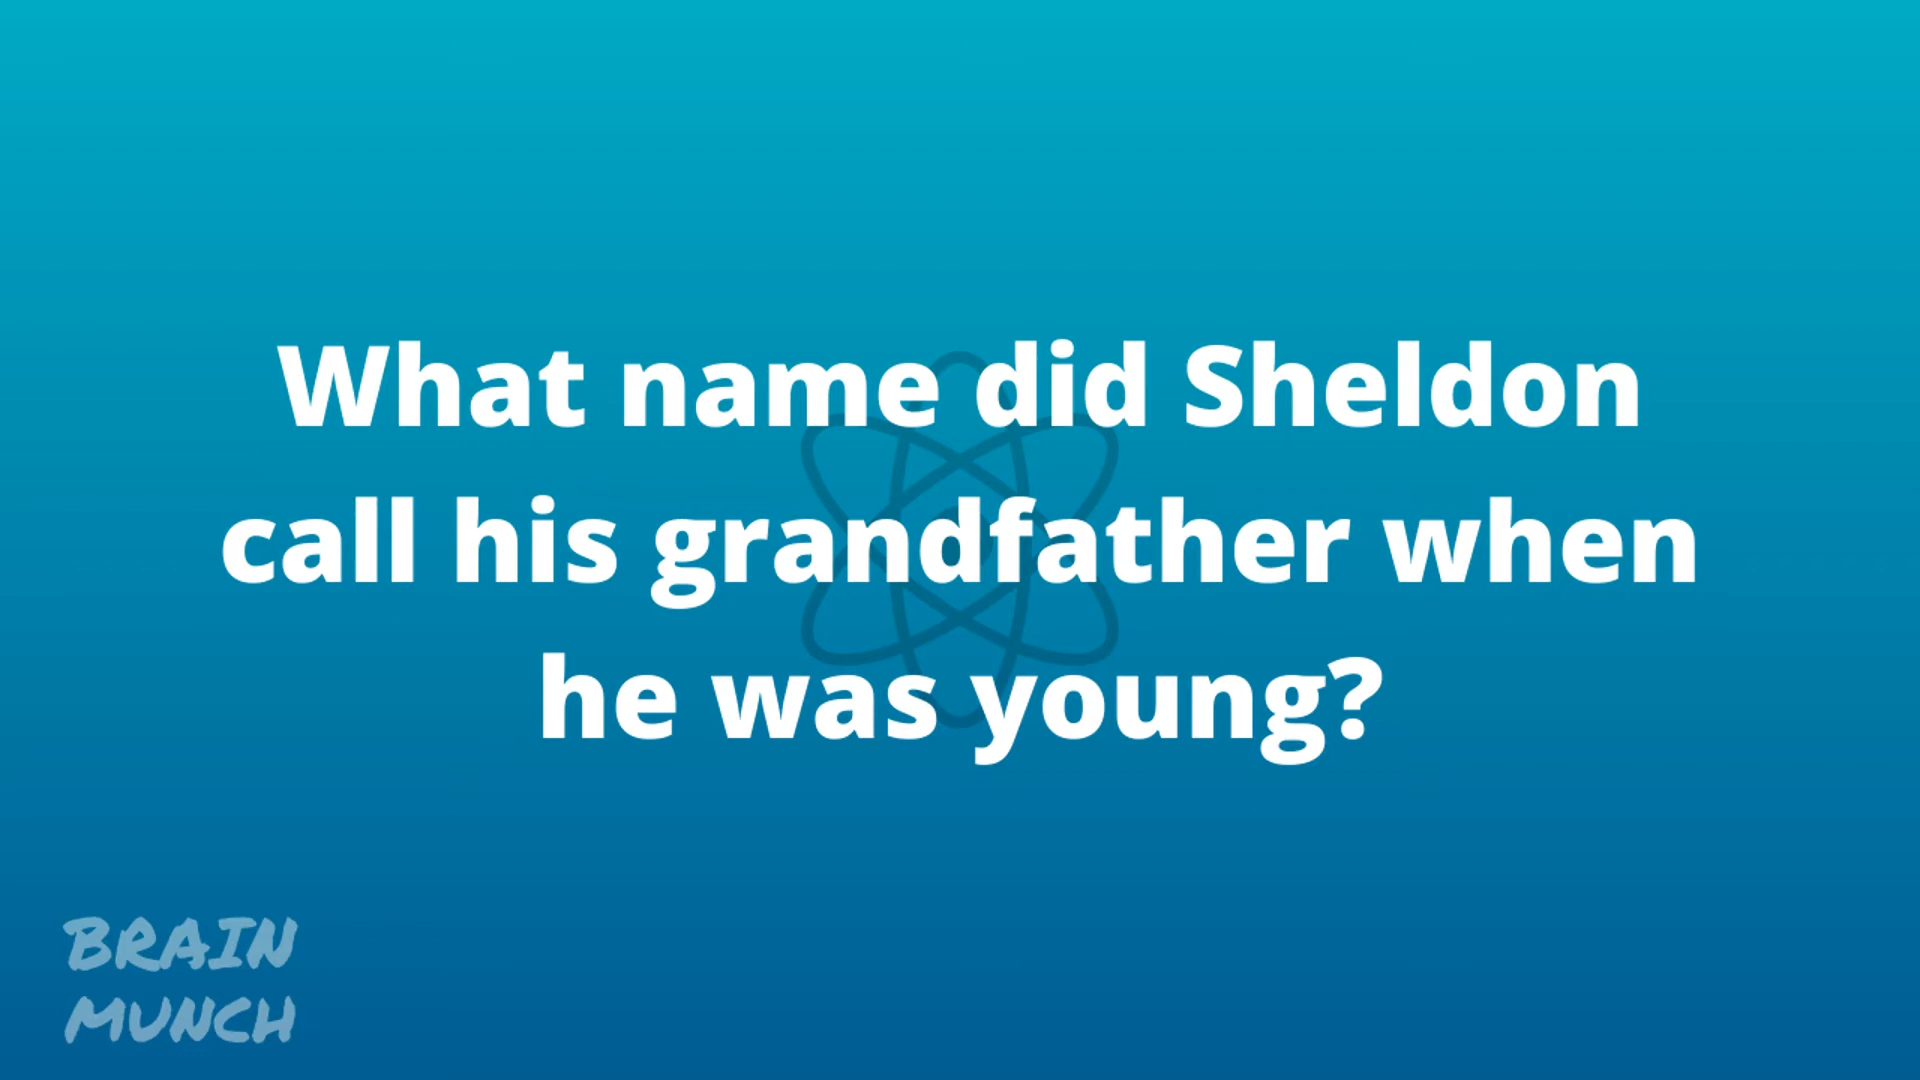 What name did Sheldon
call his grandfather when
he was young?
BRAIN
MUNCH